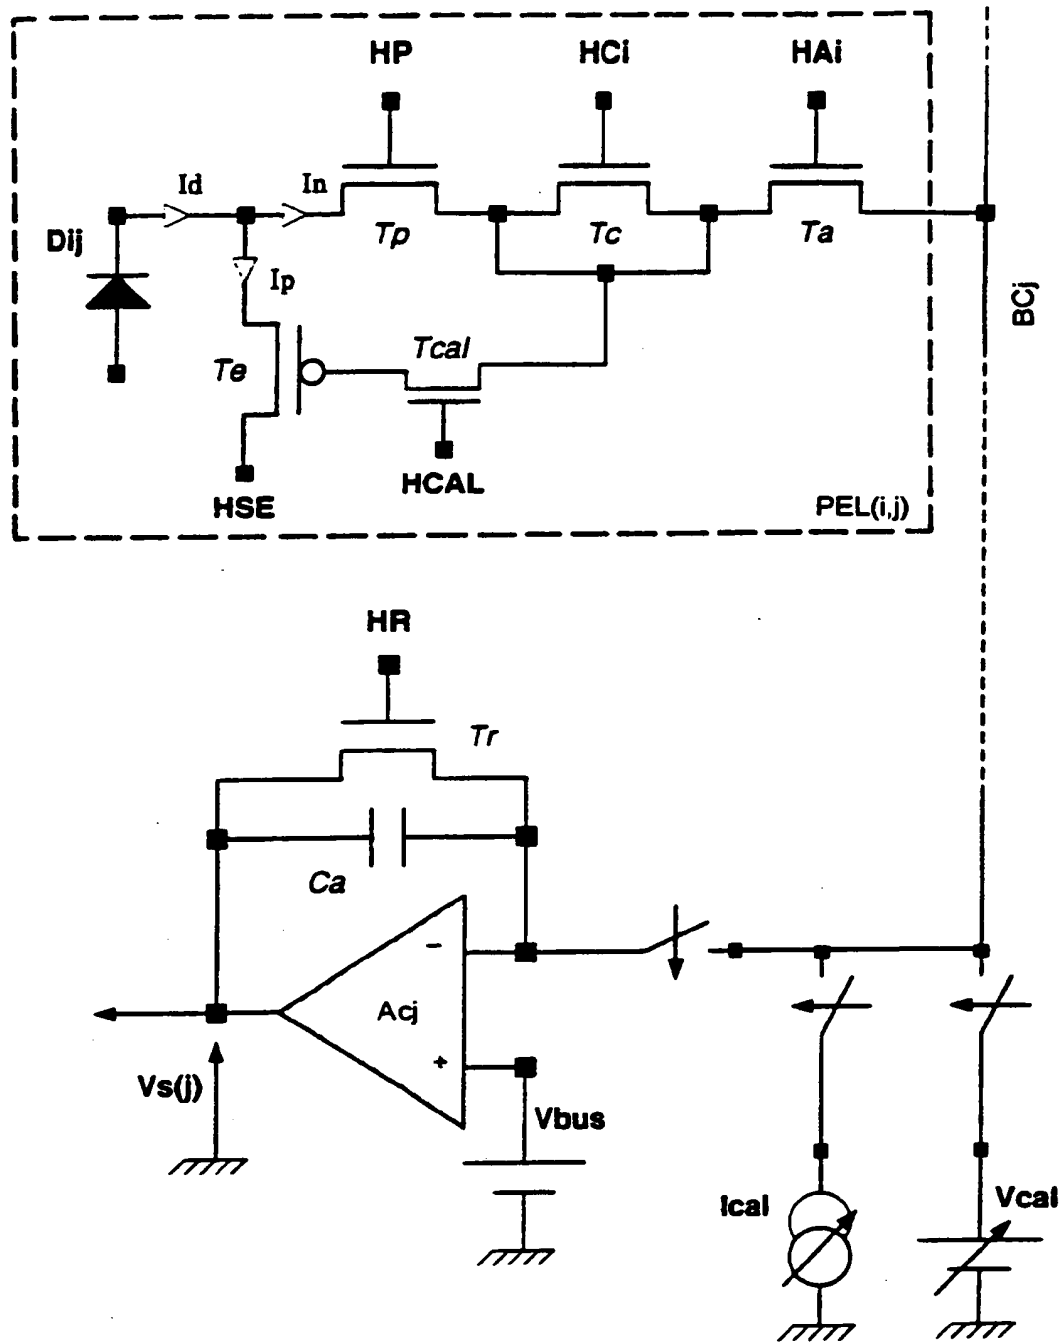 HP HCi HAi
Id In
Dij Tp Tc Ta
Ip
BCj
Te Tcal
HSE HCAL PEL(i,j)
HR
Tr
Ca
-
Acj
+
Vs(j) Vbus
Ical Vcal